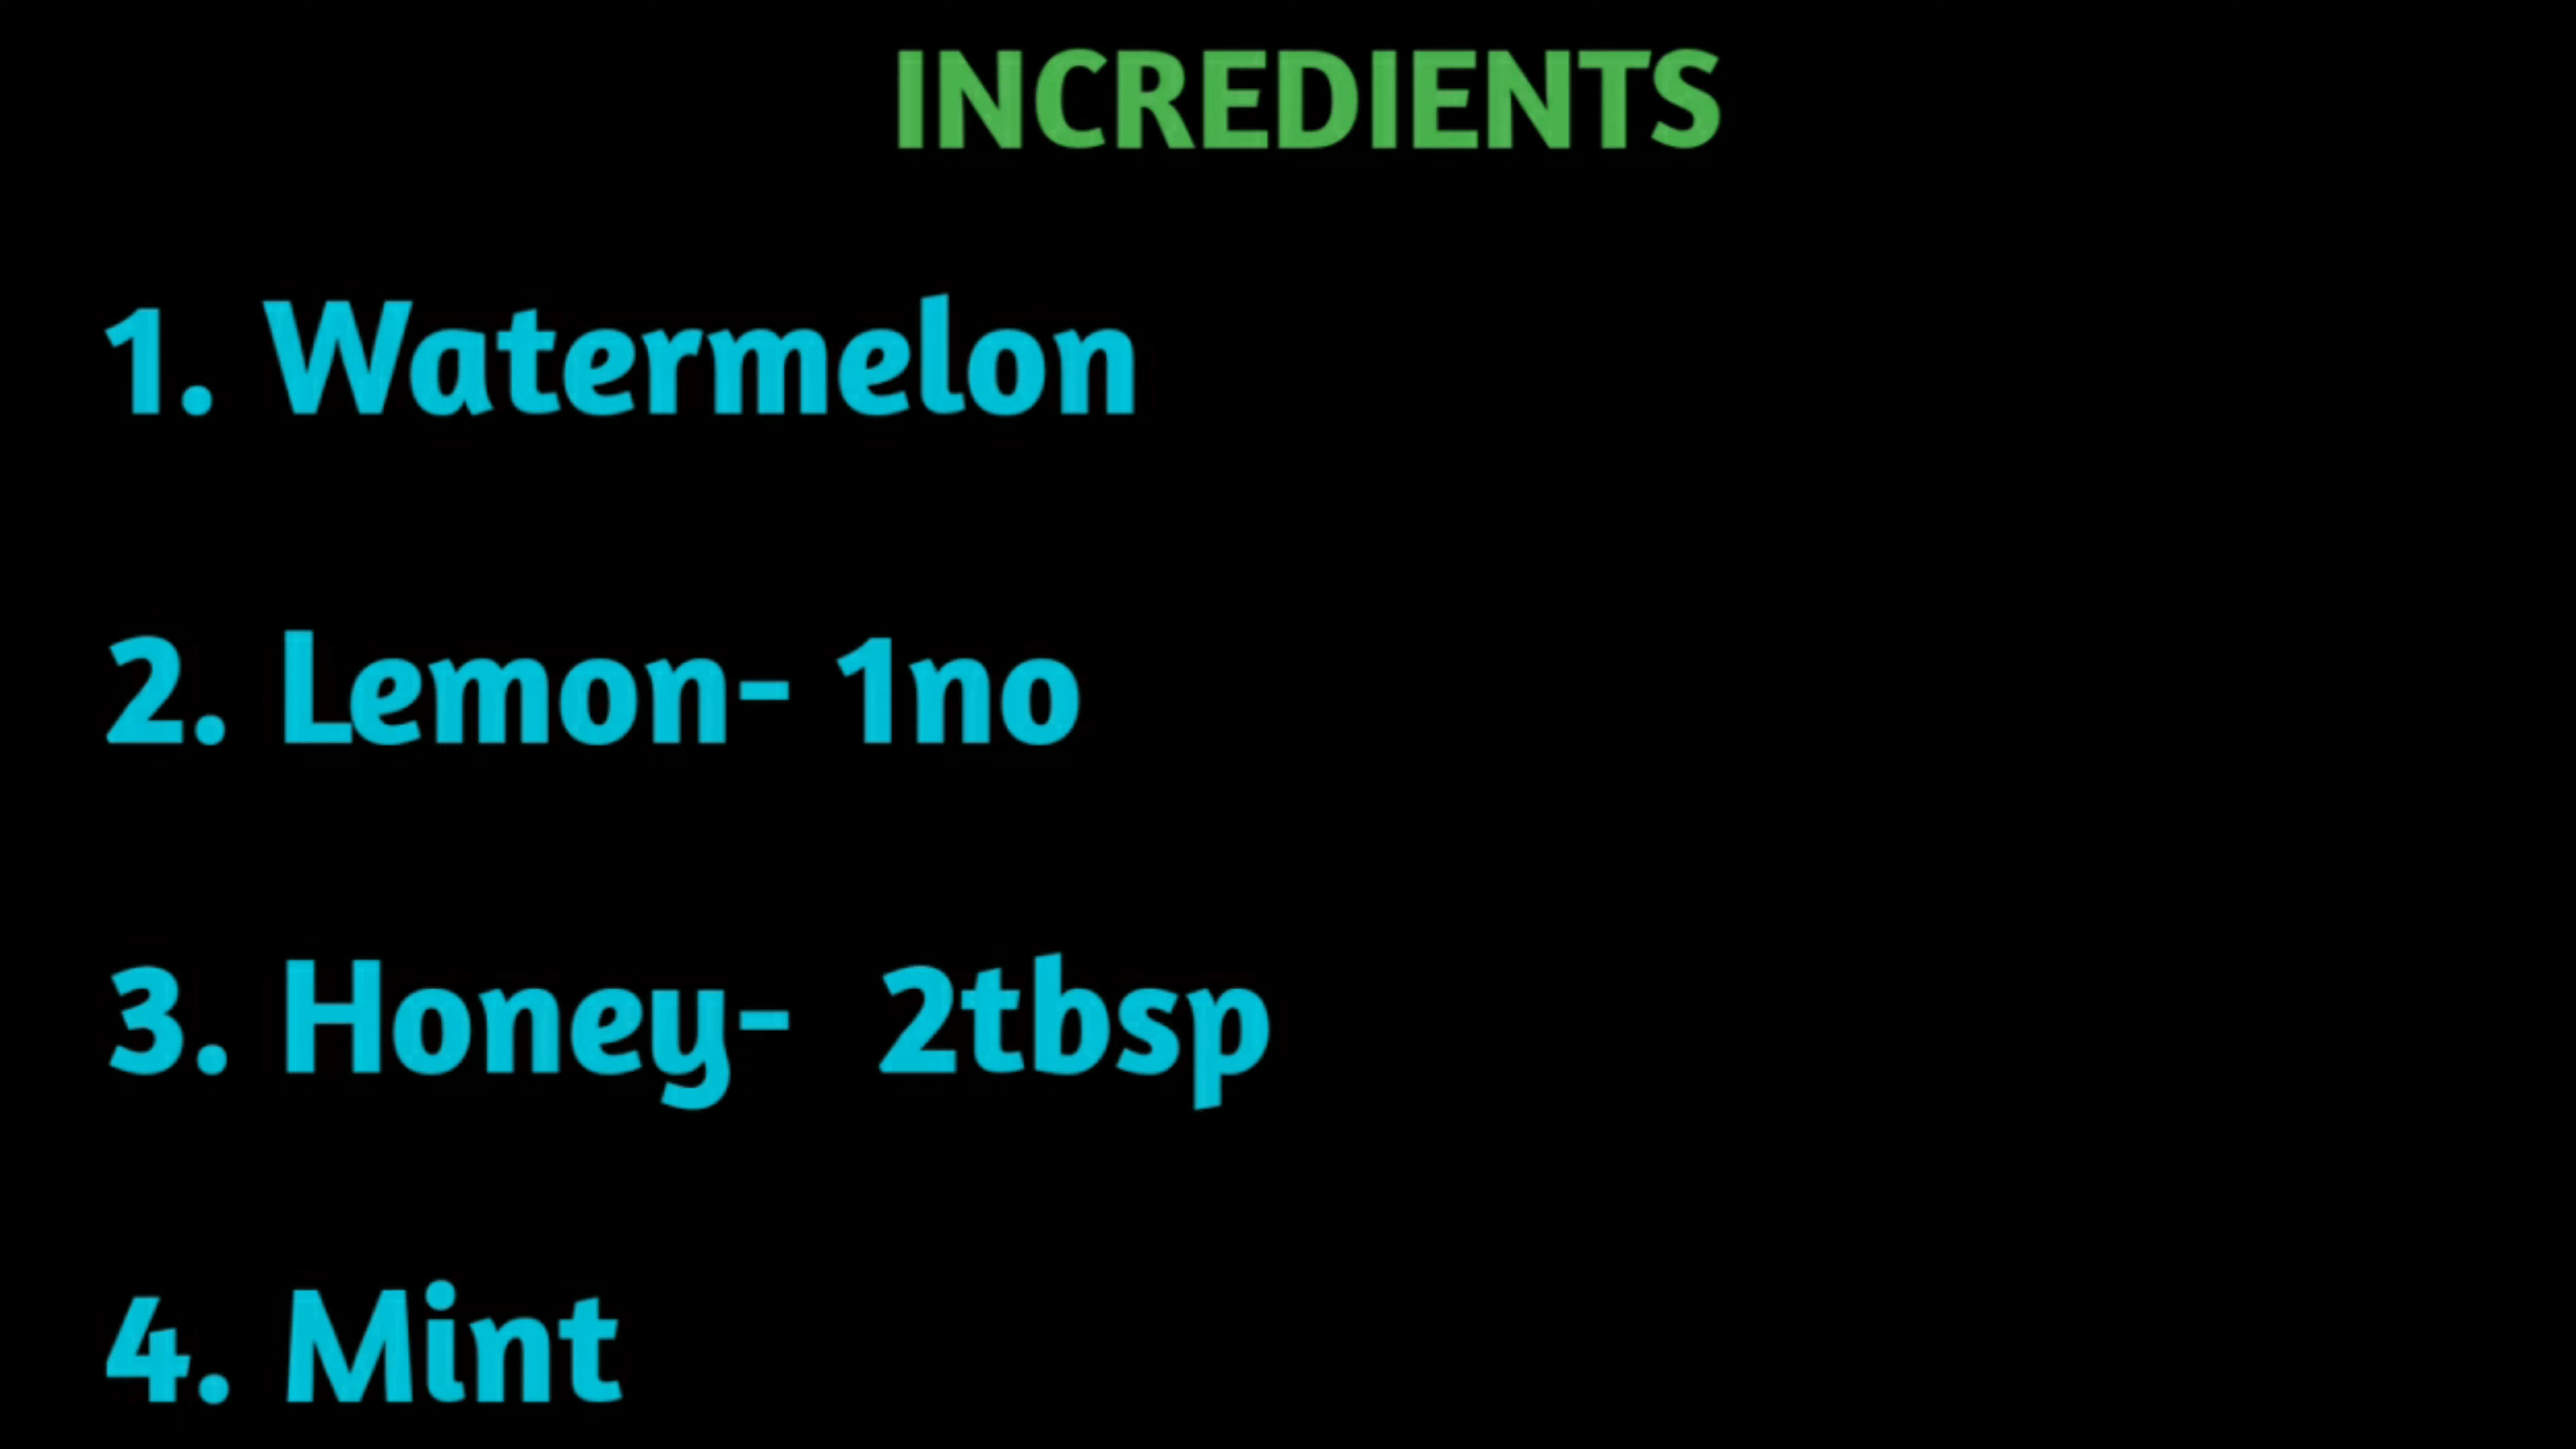 INCREDIENTS
1. Watermelon
2. Lemon- 1no
3. Honey-  2tbsp
4. Mint